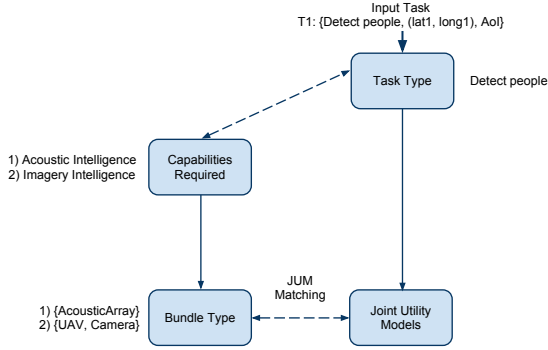 Input Task
T1: {Detect people, (lat1, long1), AoI}
Task Type
Detect people
1) Acoustic Intelligence
2) Imagery Intelligence
Capabilities
Required
JUM
Matching
1) {AcousticArray}
2) {UAV, Camera}
Bundle Type
Joint Utility
Models